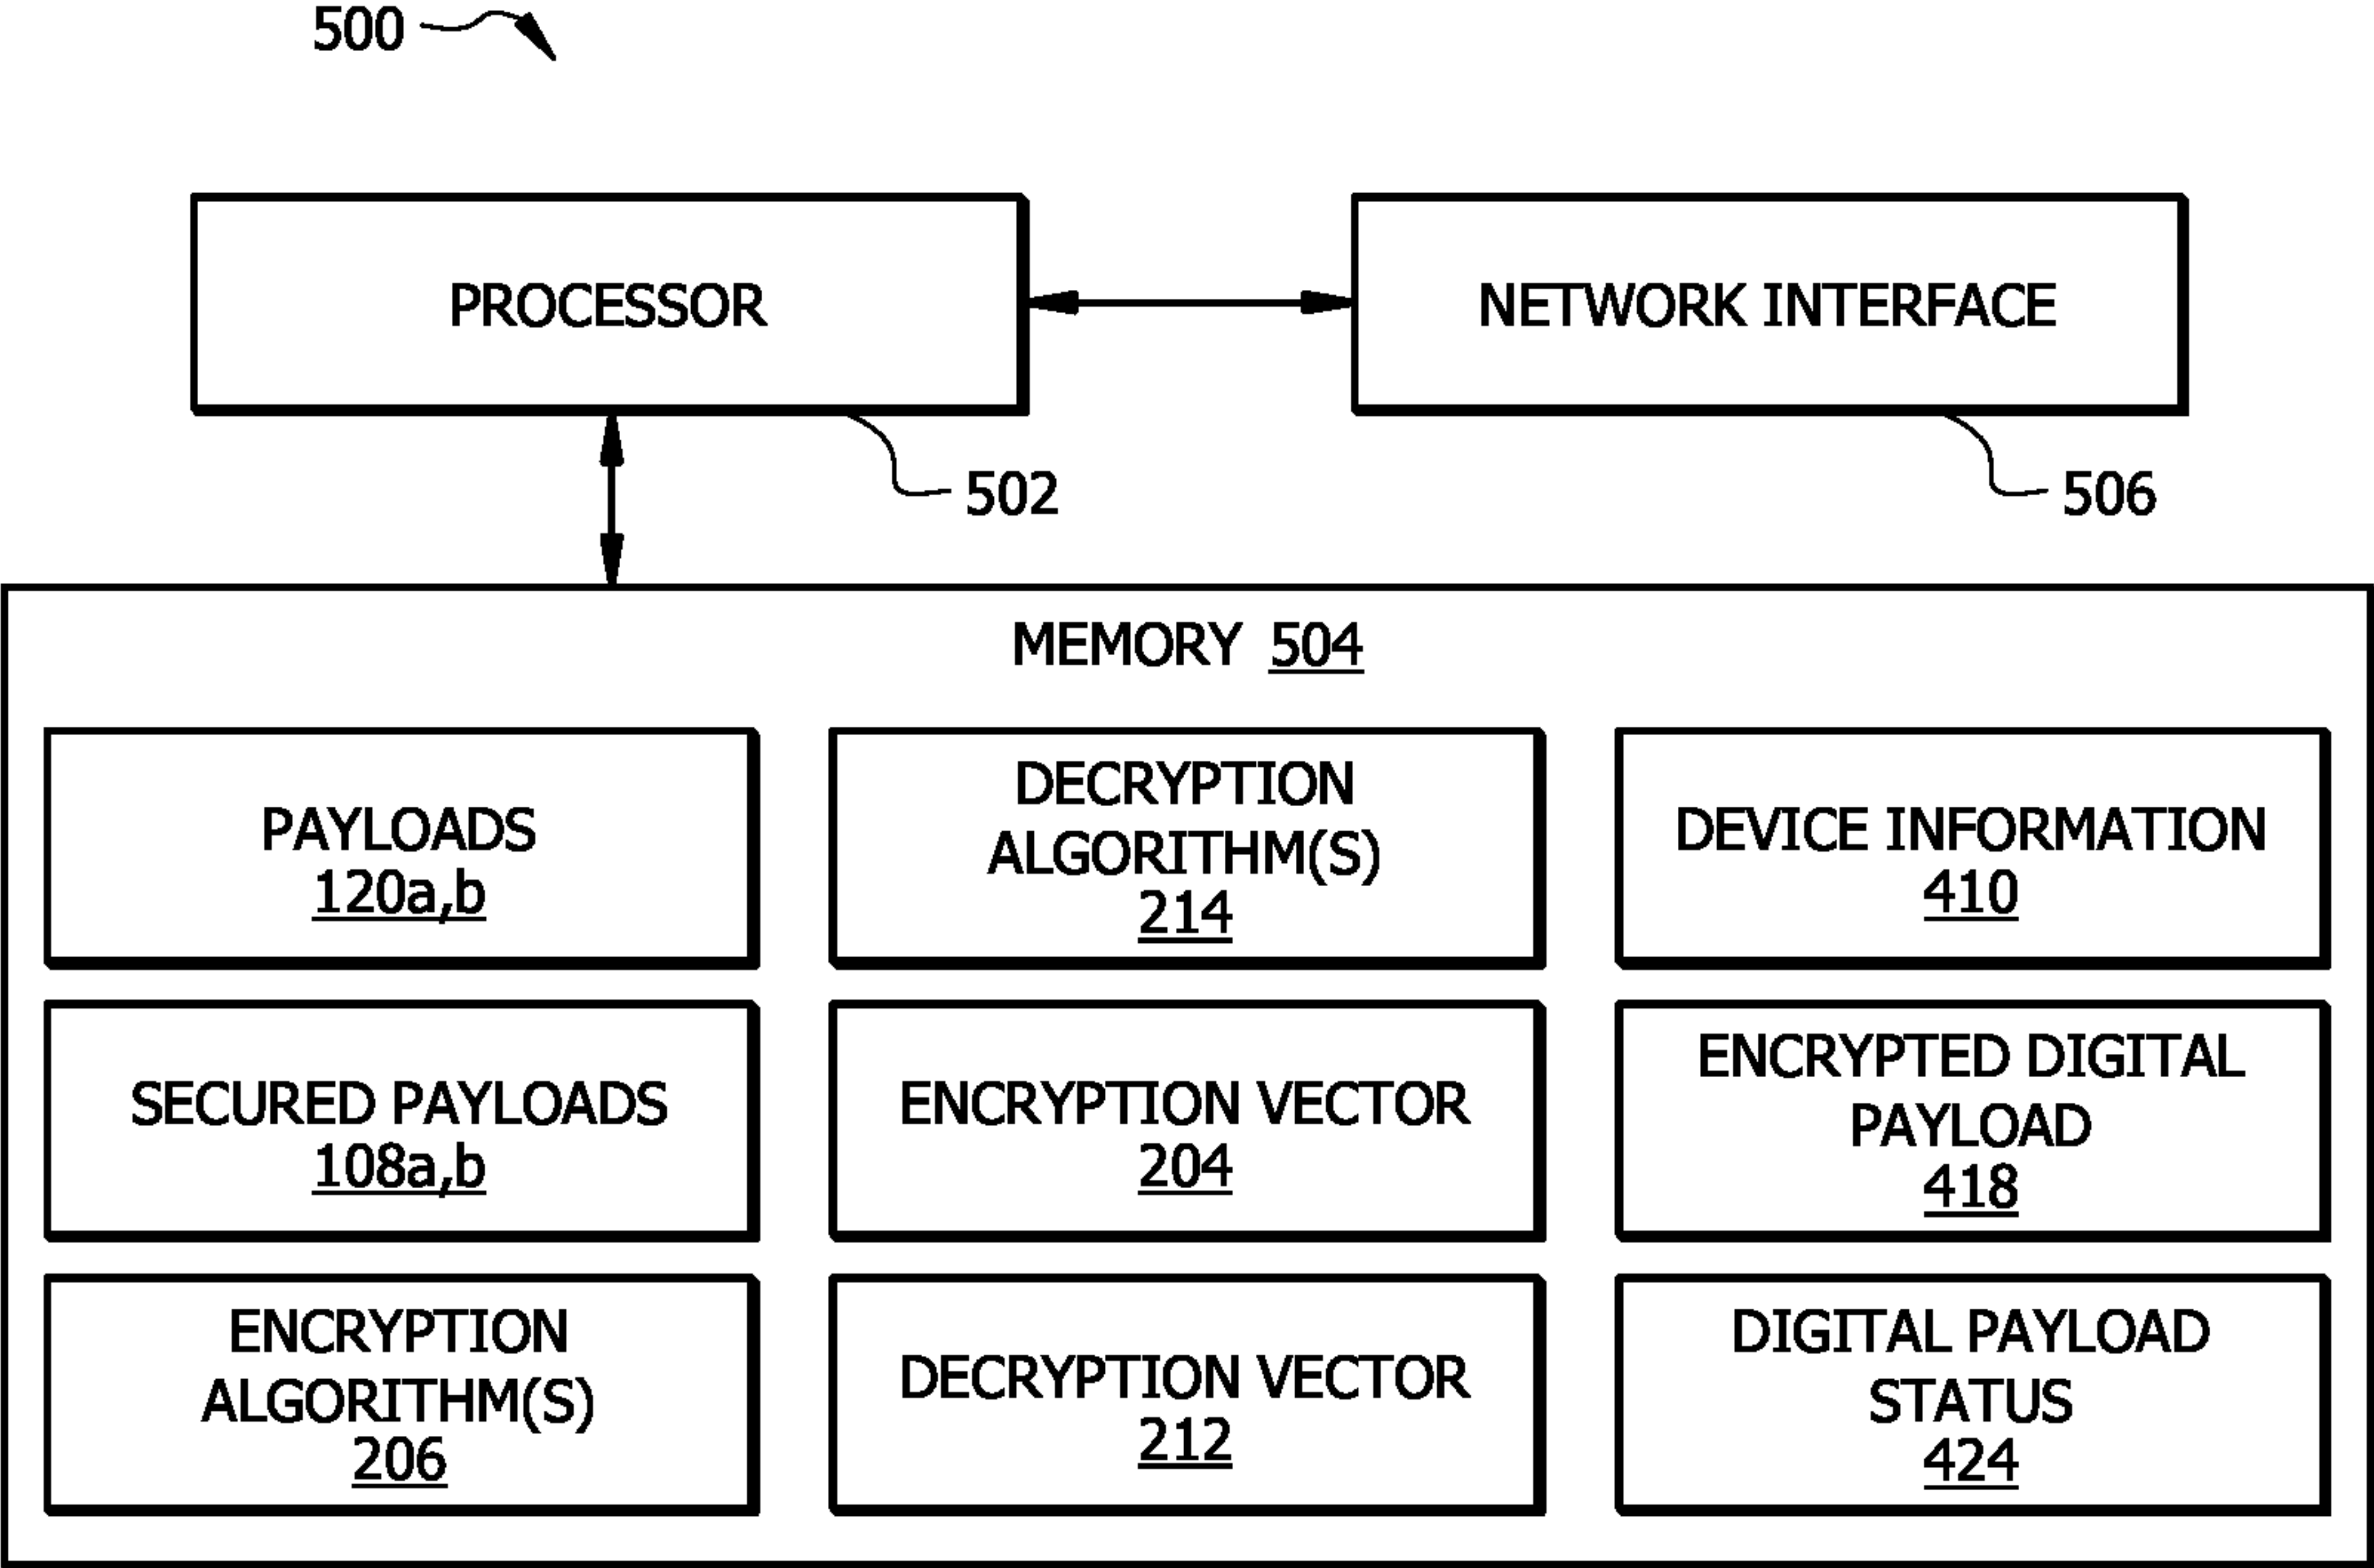 500
PROCESSOR
NETWORK INTERFACE
502
506
MEMORY 504
PAYLOADS
120a,b
DECRYPTION
ALGORITHM(S)
214
DEVICE INFORMATION
410
SECURED PAYLOADS
108a,b
ENCRYPTION VECTOR
204
ENCRYPTED DIGITAL
PAYLOAD
418
ENCRYPTION
ALGORITHM(S)
206
DECRYPTION VECTOR
212
DIGITAL PAYLOAD
STATUS
424